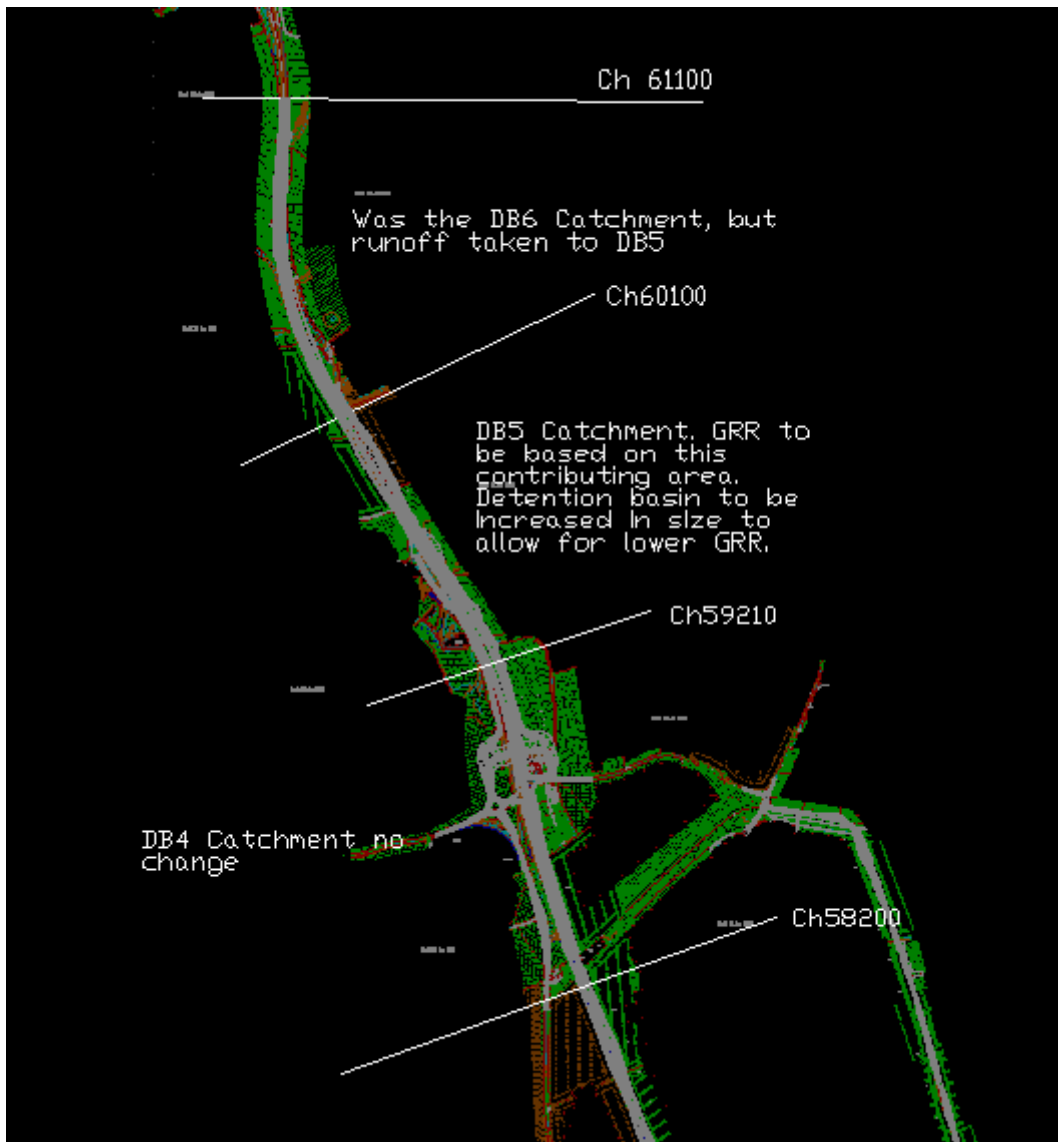 Ch 61100
Was the DB6 Catchment, but
runoff taken to DB5
Ch60100
DB5 Catchment. GRR to
be based on this
contributing area.
Detention basin to be
increased in size to
allow for lower GRR.
Ch59210
DB4 Catchment no
change
Ch58200